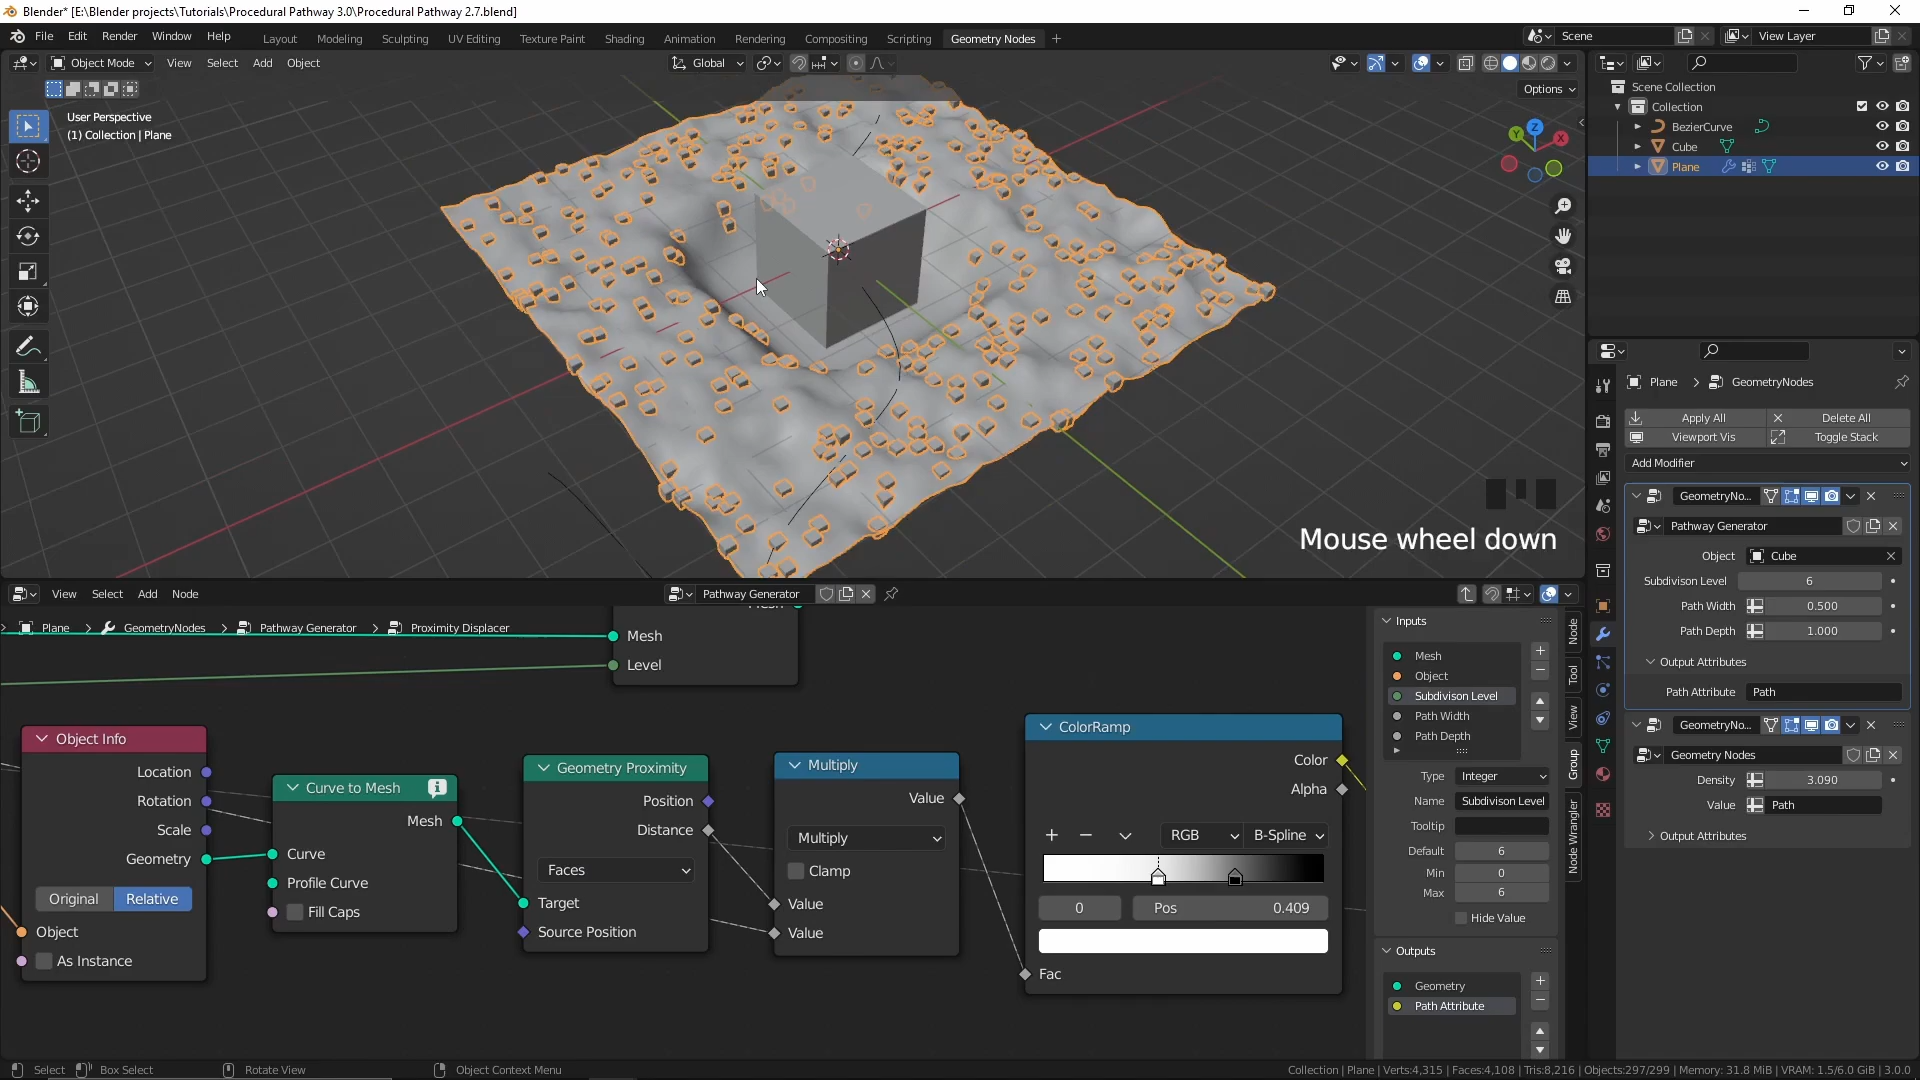 Blender* [E:\Blender projects\Tutorials\Procedural Pathway 3.0\Procedural Pathway 2.7.blend]
File Edit Render Window Help Layout Modeling Sculpting UV Editing Texture Paint Shading Animation Rendering Compositing Scripting Geometry Nodes + Scene View Layer
Object Mode View Select Add Object Global
Options
User Perspective
(1) Collection | Plane
Z
Y
X
Mouse wheel down
Scene Collection
Collection
BezierCurve
Cube
Plane
Plane > GeometryNodes
Apply All Delete All
Viewport Vis Toggle Stack
Add Modifier
GeometryNo...
Pathway Generator
Object Cube
Subdivison Level 6
Path Width 0.500
Path Depth 1.000
Output Attributes
Path Attribute Path
GeometryNo...
Geometry Nodes
Density 3.090
Value Path
Output Attributes
View Select Add Node Pathway Generator
Plane > GeometryNodes > Pathway Generator > Proximity Displacer
Mesh
Level
Object Info
Location
Rotation
Scale
Geometry
Original Relative
Object
As Instance
Curve to Mesh
Mesh
Curve
Profile Curve
Fill Caps
Geometry Proximity
Position
Distance
Faces
Target
Source Position
Multiply
Value
Multiply
Clamp
Value
Value
ColorRamp
Color
Alpha
+ − RGB B-Spline
0 Pos 0.409
Fac
Inputs
Mesh
Object
Subdivison Level
Path Width
Path Depth
Type Integer
Name Subdivison Level
Tooltip
Default 6
Min 0
Max 6
Hide Value
Outputs
Geometry
Path Attribute
Node
Tool
View
Group
Node Wrangler
Select Box Select Rotate View Object Context Menu
Collection | Plane | Verts:4,315 | Faces:4,108 | Tris:8,216 | Objects:297/299 | Memory: 31.8 MiB | VRAM: 1.5/6.0 GiB | 3.0.0